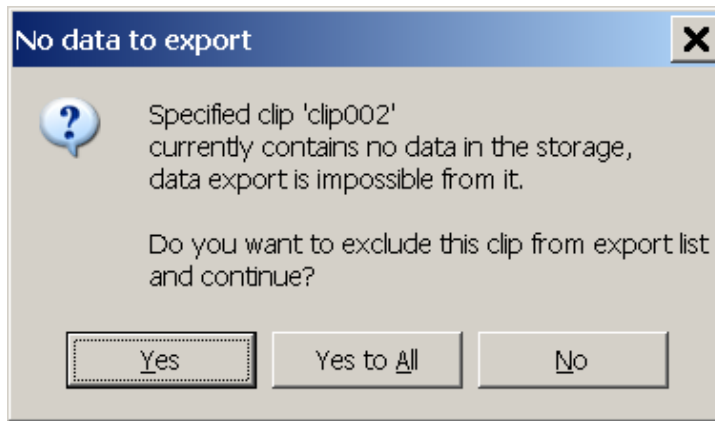 No data to export
Specified clip 'clip002'
currently contains no data in the storage,
data export is impossible from it.
Do you want to exclude this clip from export list
and continue?
Yes Yes to All No